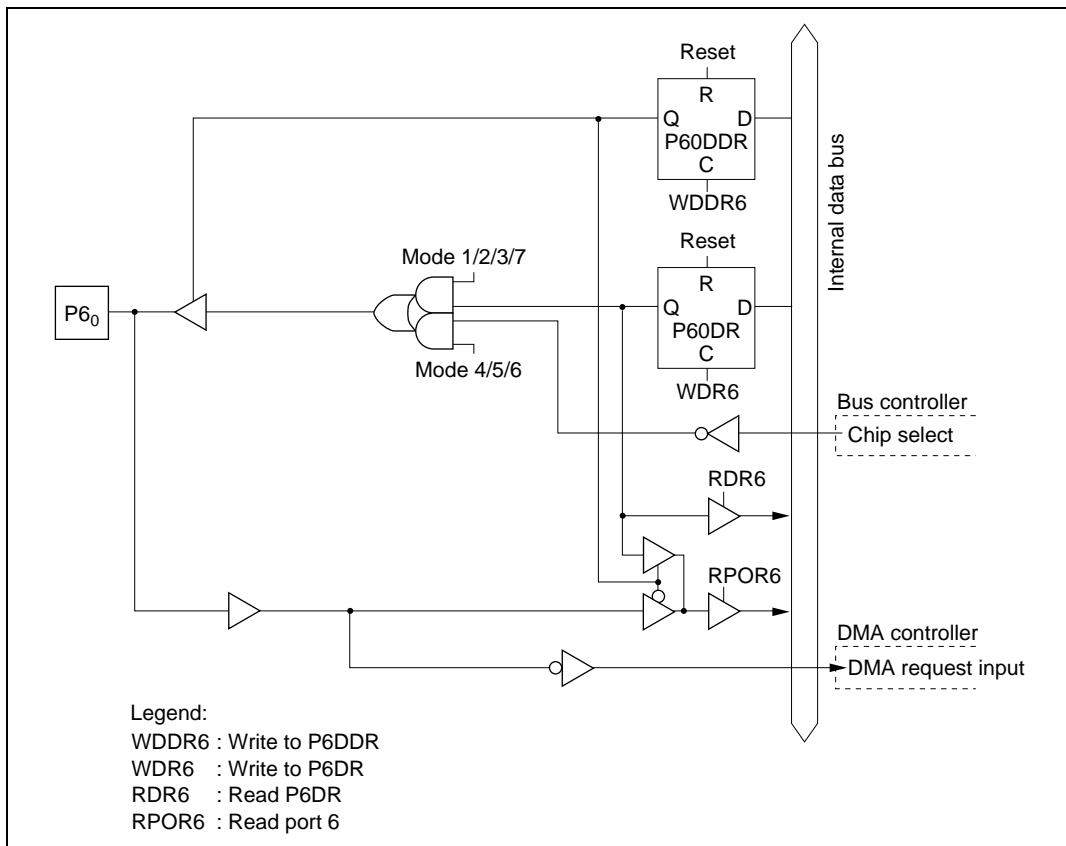 Reset
R
Q D
P60DDR
C
WDDR6
Internal data bus
Reset
Mode 1/2/3/7
R
P6₀
Q D
P60DR
C
Mode 4/5/6
WDR6
Bus controller
Chip select
RDR6
RPOR6
DMA controller
DMA request input
Legend:
WDDR6 : Write to P6DDR
WDR6 : Write to P6DR
RDR6 : Read P6DR
RPOR6 : Read port 6